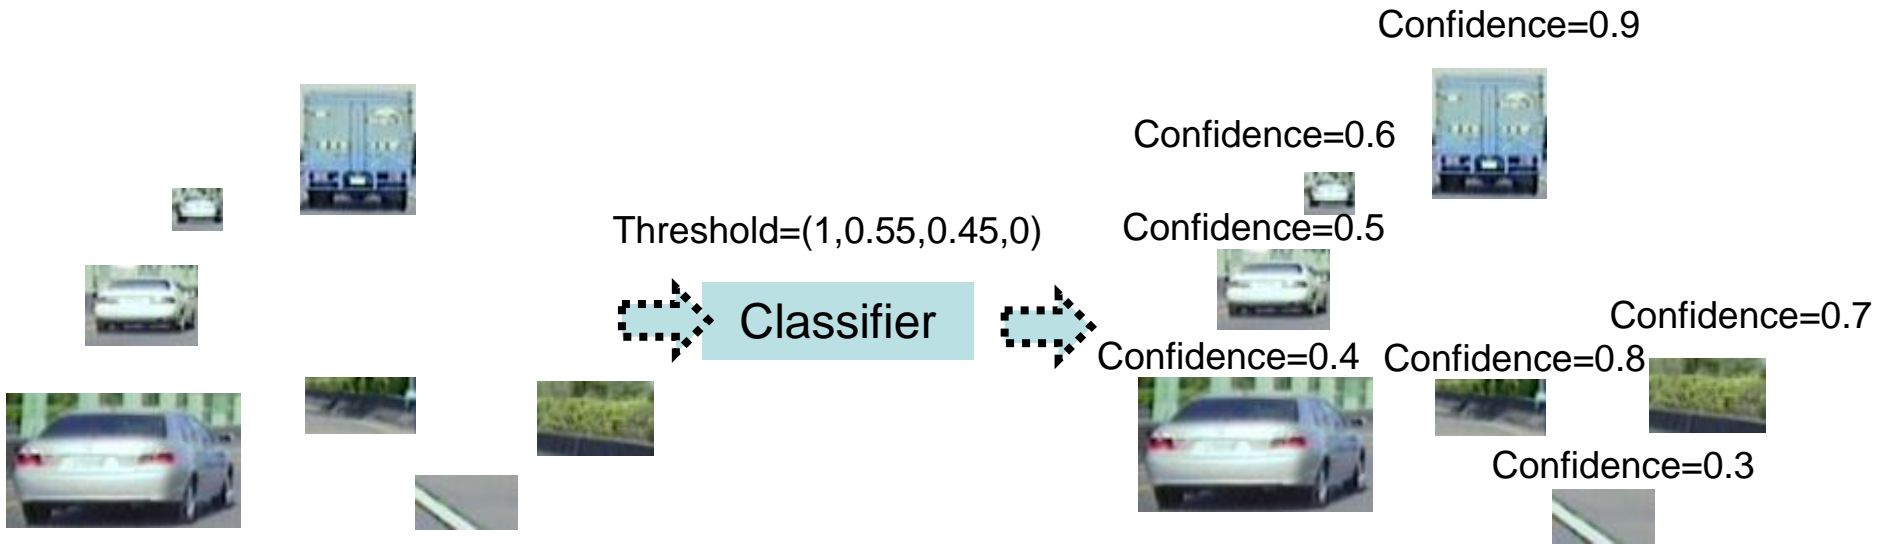 Confidence=0.9
Confidence=0.6
Threshold=(1,0.55,0.45,0)
Confidence=0.5
Classifier
Confidence=0.7
Confidence=0.4
Confidence=0.8
Confidence=0.3